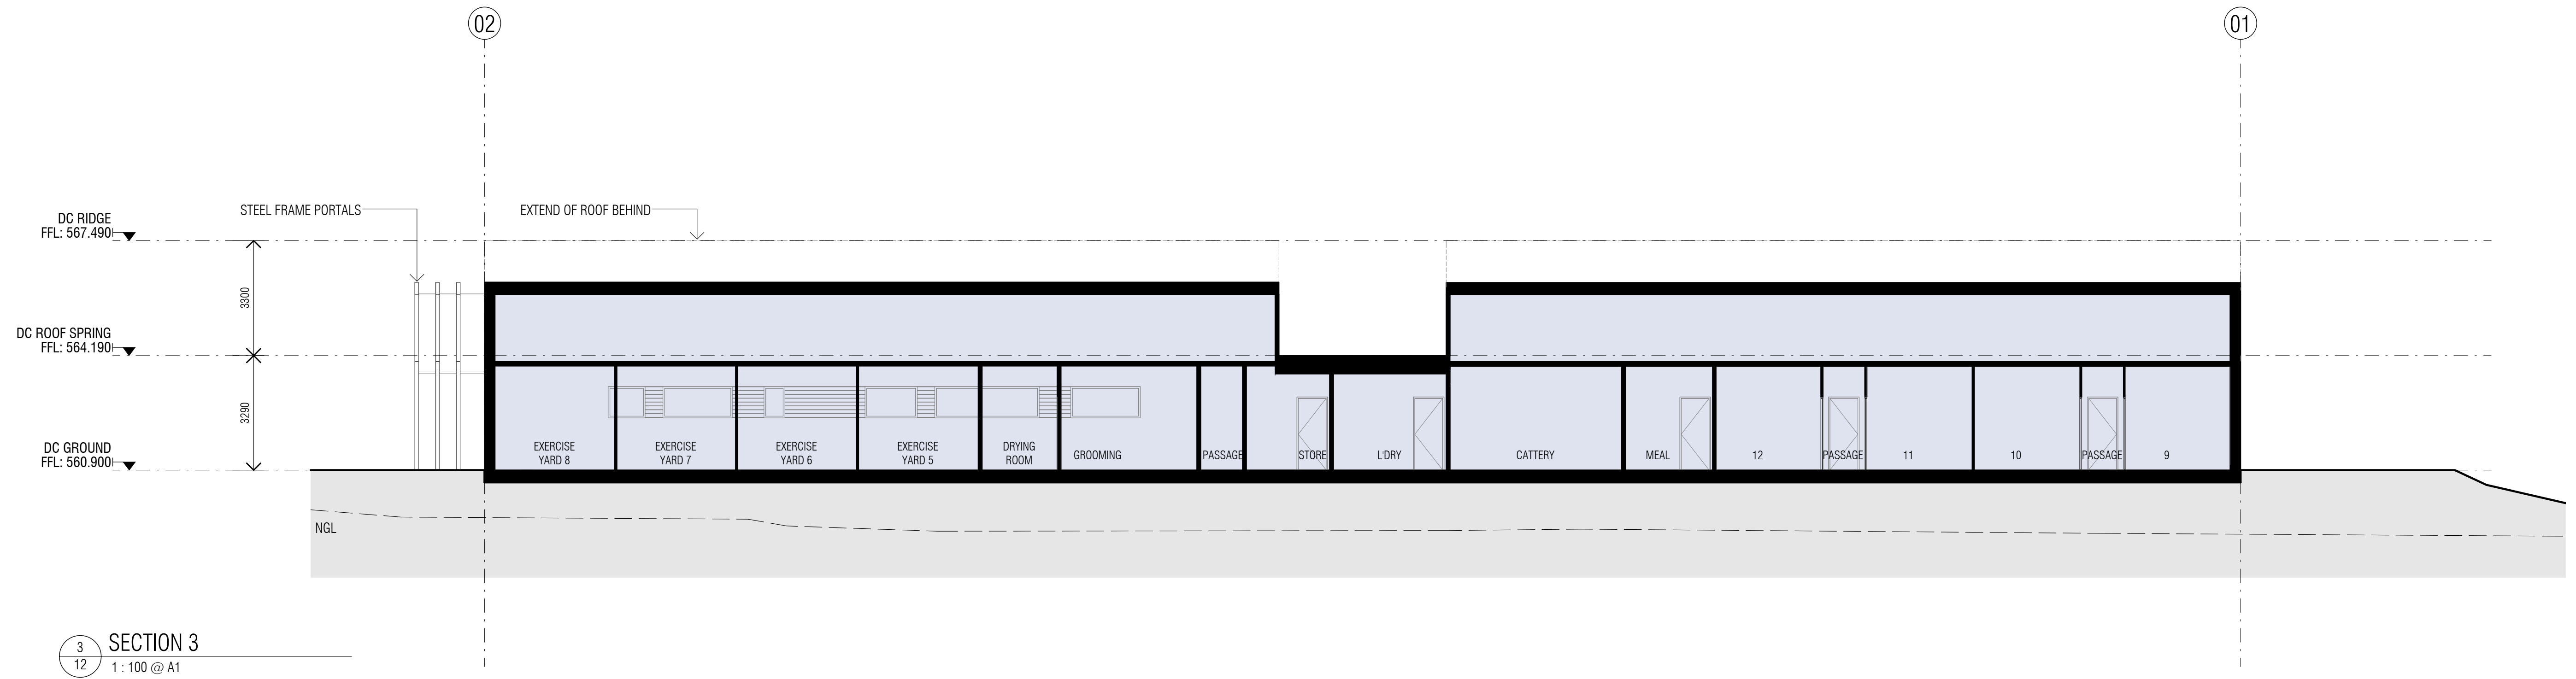 02
01
STEEL FRAME PORTALS
EXTEND OF ROOF BEHIND
DC RIDGE
FFL: 567.490
3300
DC ROOF SPRING
FFL: 564.190
3290
DC GROUND
FFL: 560.900
EXERCISE
YARD 8
EXERCISE
YARD 7
EXERCISE
YARD 6
EXERCISE
YARD 5
DRYING
ROOM
GROOMING
PASSAGE
STORE
L'DRY
CATTERY
MEAL
12
PASSAGE
11
10
PASSAGE
9
NGL
3
12
SECTION 3
1 : 100 @ A1